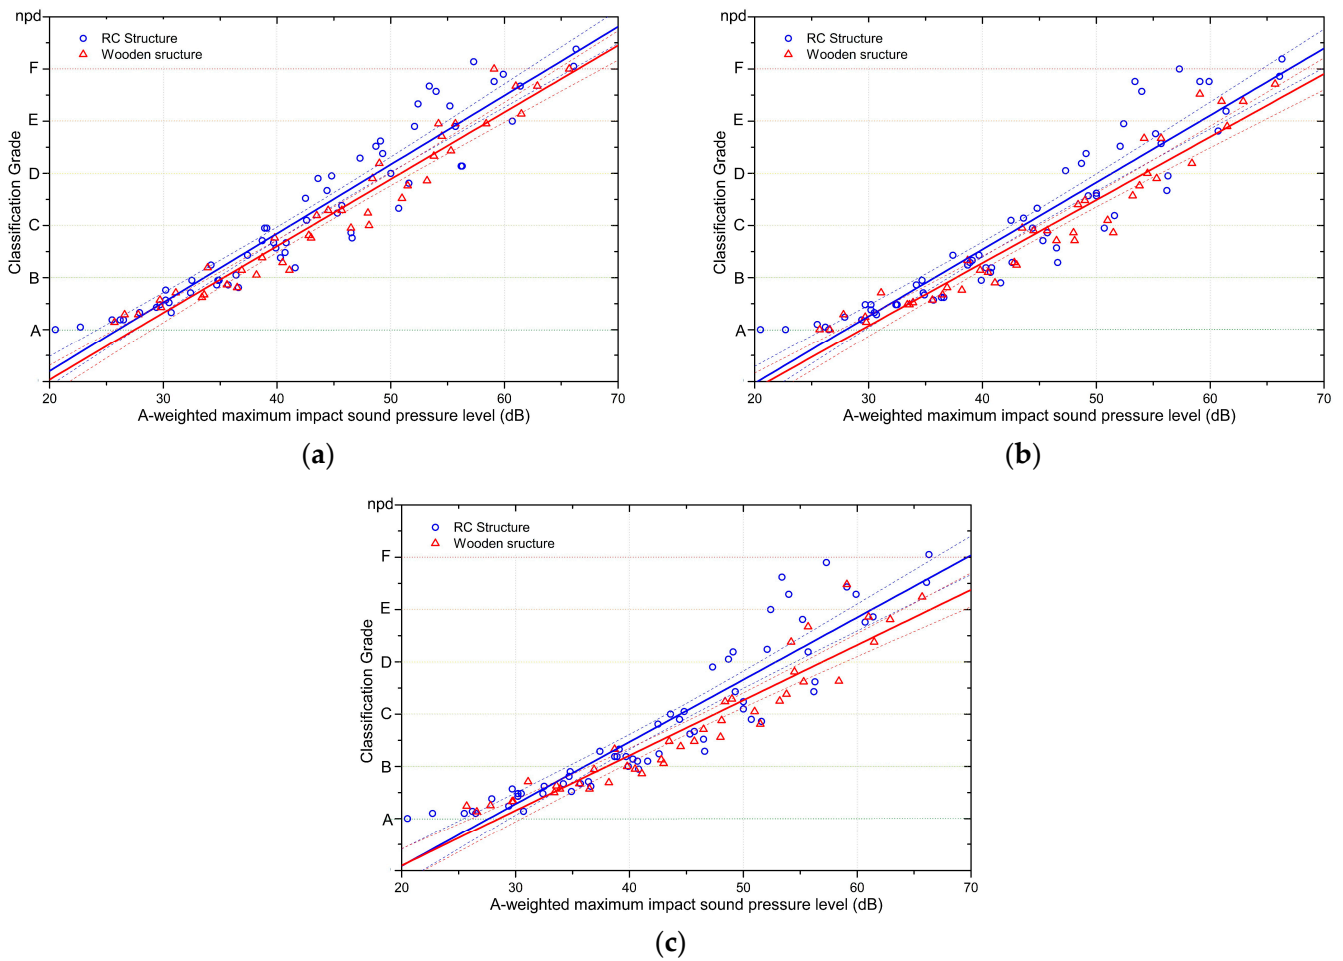 npd
F
E
D
C
B
A
Classification Grade
RC Structure
Wooden sructure
20 30 40 50 60 70
A-weighted maximum impact sound pressure level (dB)
(a)
npd
F
E
D
C
B
A
Classification Grade
RC Structure
Wooden sructure
20 30 40 50 60 70
A-weighted maximum impact sound pressure level (dB)
(b)
npd
F
E
D
C
B
A
Classification Grade
RC Structure
Wooden sructure
20 30 40 50 60 70
A-weighted maximum impact sound pressure level (dB)
(c)